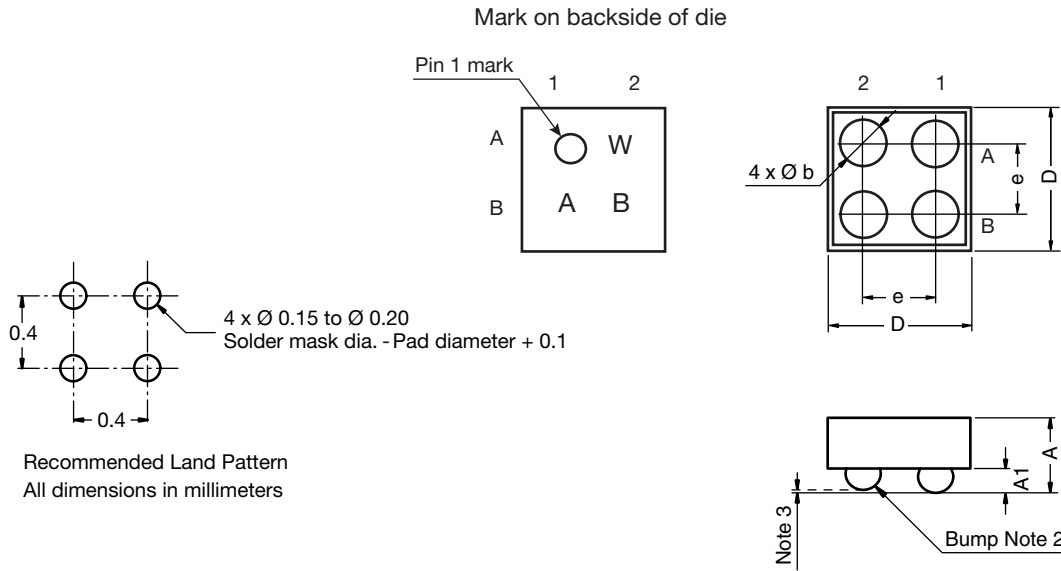 Mark on backside of die
Pin 1 mark
1 2
2 1
A
W
B
A B
4 x Ø b
A
B
e
D
e
D
0.4
4 x Ø 0.15 to Ø 0.20
Solder mask dia. - Pad diameter + 0.1
0.4
Recommended Land Pattern
All dimensions in millimeters
A
A1
Note 3
Bump Note 2